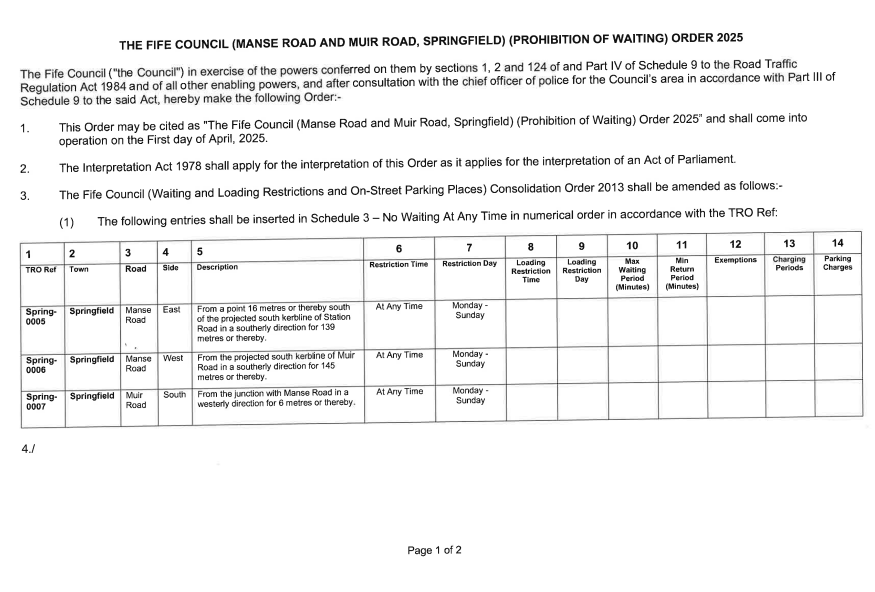 THE FIFE COUNCIL (MANSE ROAD AND MUIR ROAD, SPRINGFIELD) (PROHIBITION OF WAITING) ORDER 2025
The Fife Council ("the Council") in exercise of the powers conferred on them by sections 1, 2 and 124 of and Part IV of Schedule 9 to the Road Traffic
Regulation Act 1984 and of all other enabling powers, and after consultation with the chief officer of police for the Council's area in accordance with Part III of
Schedule 9 to the said Act, hereby make the following Order:-
1. This Order may be cited as "The Fife Council (Manse Road and Muir Road, Springfield) (Prohibition of Waiting) Order 2025" and shall come into
operation on the First day of April, 2025.
2. The Interpretation Act 1978 shall apply for the interpretation of this Order as it applies for the interpretation of an Act of Parliament.
3. The Fife Council (Waiting and Loading Restrictions and On-Street Parking Places) Consolidation Order 2013 shall be amended as follows:-
(1) The following entries shall be inserted in Schedule 3 – No Waiting At Any Time in numerical order in accordance with the TRO Ref:
1 2 3 4 5 6 7 8 9 10 11 12 13 14
TRO Ref Town Road Side Description Restriction Time Restriction Day Loading Max Min Exemptions Charging Parking
Restriction Restriction Waiting Return Periods Charges
Loading
Time Day Period Period
(Minutes) (Minutes)
Spring- Springfield Manse East From a point 16 metres or thereby south At Any Time Monday -
0005 Road of the projected south kerbline of Station Sunday
Road in a southerly direction for 139
metres or thereby.
Spring- Springfield Manse West From the projected south kerbline of Muir At Any Time Monday -
0006 Road Road in a southerly direction for 145 Sunday
metres or thereby.
Spring- Springfield Muir South From the junction with Manse Road in a At Any Time Monday -
0007 Road westerly direction for 6 metres or thereby. Sunday
4./
Page 1 of 2